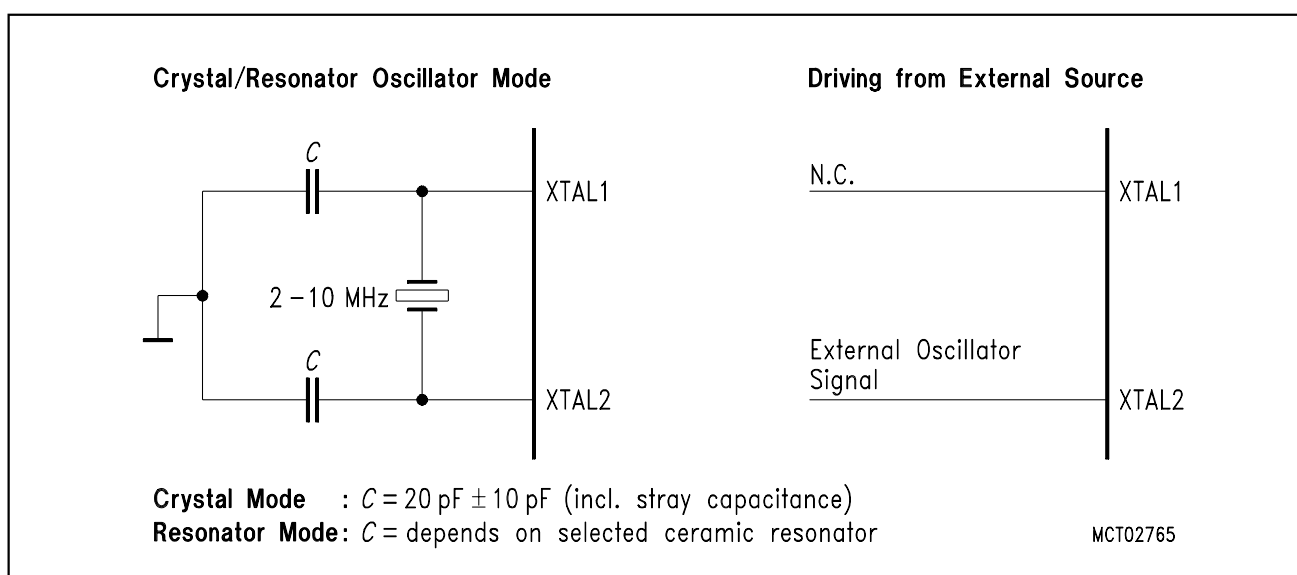 Crystal/Resonator Oscillator Mode
C
XTAL1
2 – 10 MHz
C
XTAL2
Driving from External Source
N.C.
XTAL1
External Oscillator
Signal
XTAL2
Crystal Mode : C = 20 pF ± 10 pF (incl. stray capacitance)
Resonator Mode: C = depends on selected ceramic resonator
MCT02765